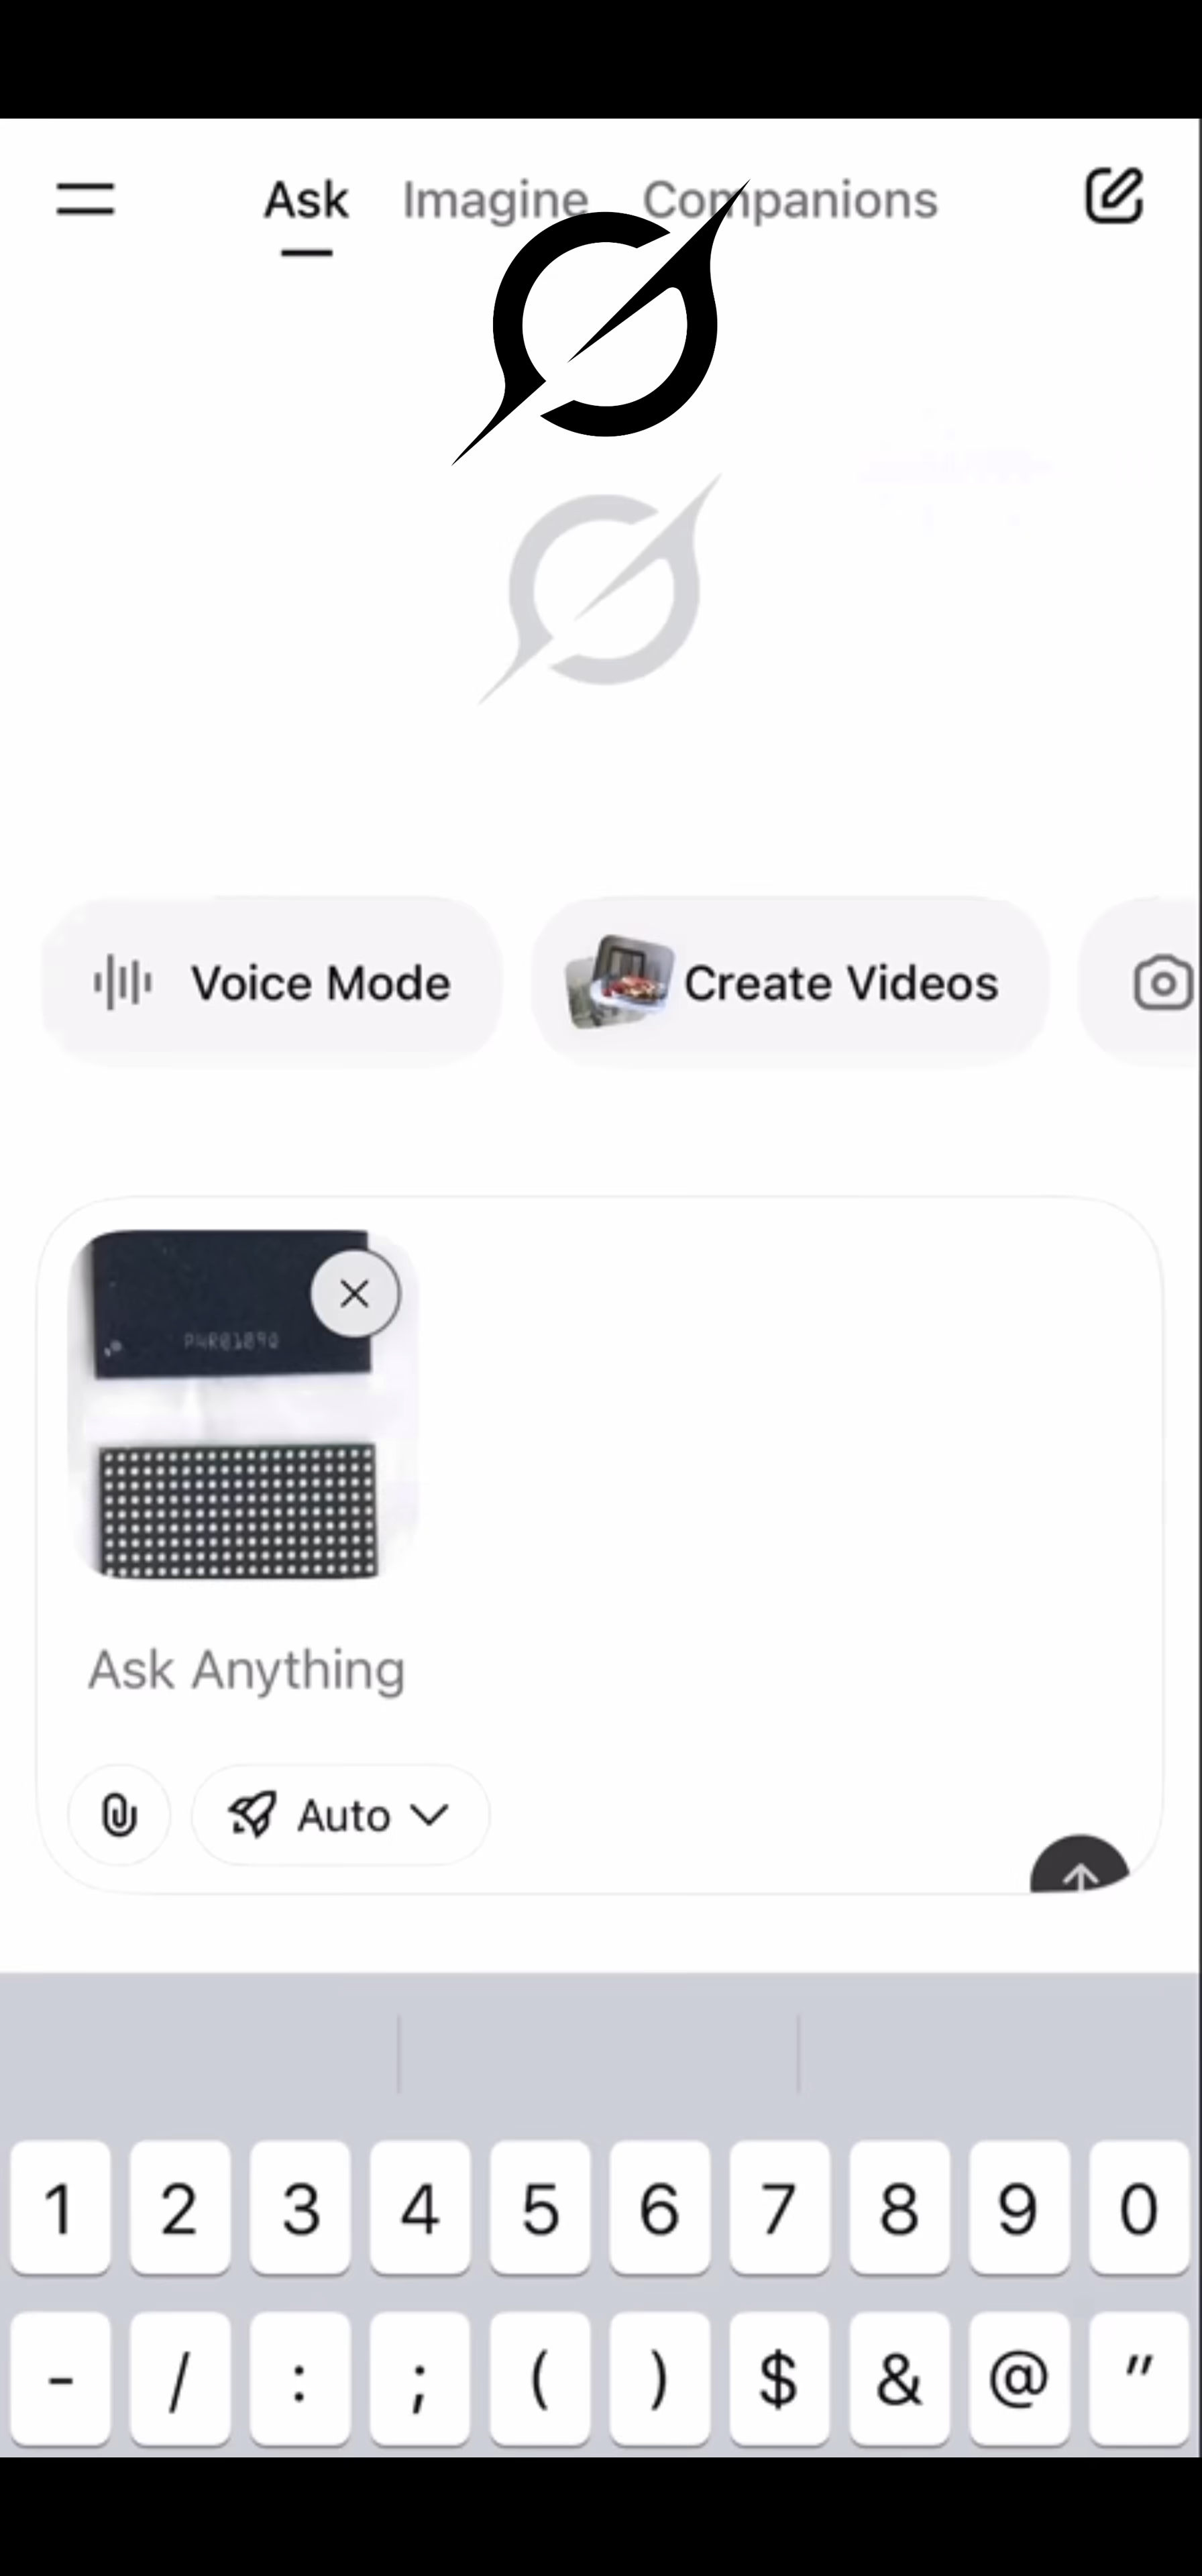 Ask Imagine Companions
Voice Mode Create Videos
Ask Anything
Auto
1 2 3 4 5 6 7 8 9 0
- / : ; ( ) $ & @ "